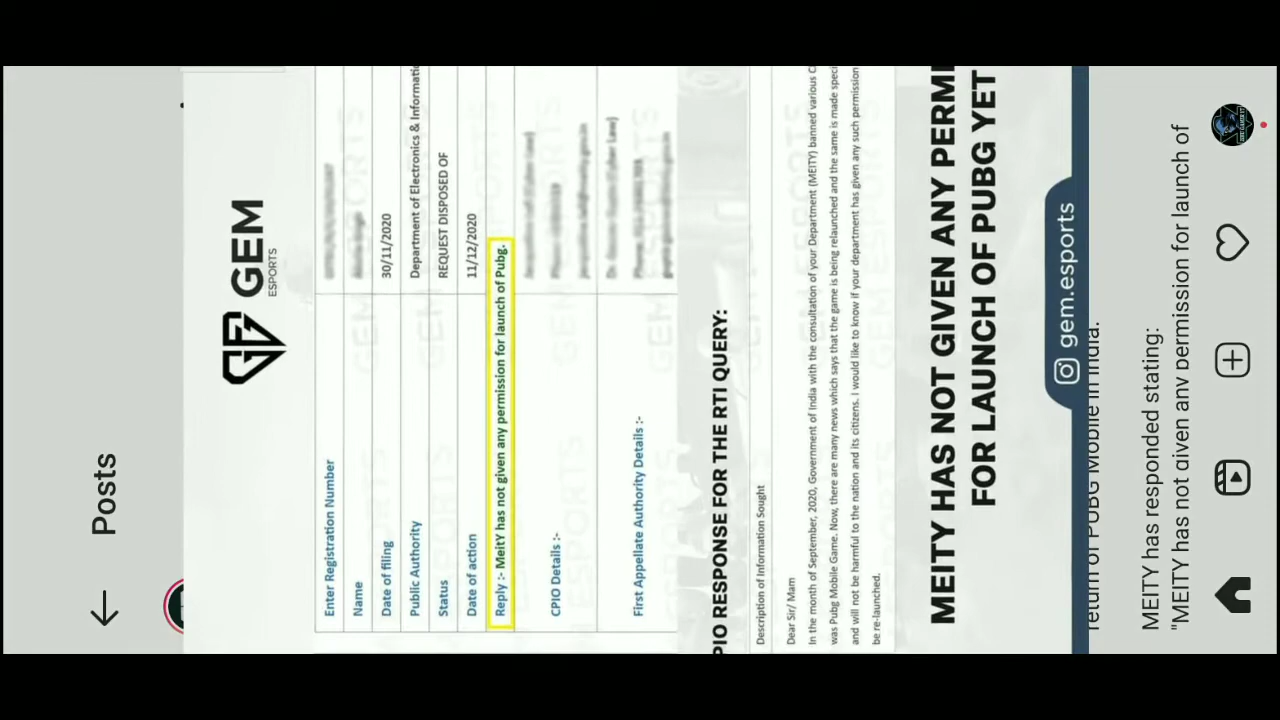 Posts
GEM
ESPORTS
Enter Registration Number
Name
Date of filing 30/11/2020
Public Authority Department of Electronics & Informatio
Status REQUEST DISPOSED OF
Date of action 11/12/2020
Reply :- MeitY has not given any permission for launch of Pubg.
CPIO Details :-
First Appellate Authority Details :-
PIO RESPONSE FOR THE RTI QUERY:
Description of Information Sought
Dear Sir/ Mam
In the month of September, 2020, Government of India with the consultation of your Department (MEITY) banned various C
was Pubg Mobile Game. Now, there are many news which says that the game is being relaunched and the same is made speci
and will not be harmful to the nation and its citizens. I would like to know if your department has given any such permission
be re-launched.
MEITY HAS NOT GIVEN ANY PERMI
FOR LAUNCH OF PUBG YET
gem.esports
return of PUBG Mobile in India.
MEITY has responded stating:
"MEITY has not given any permission for launch of